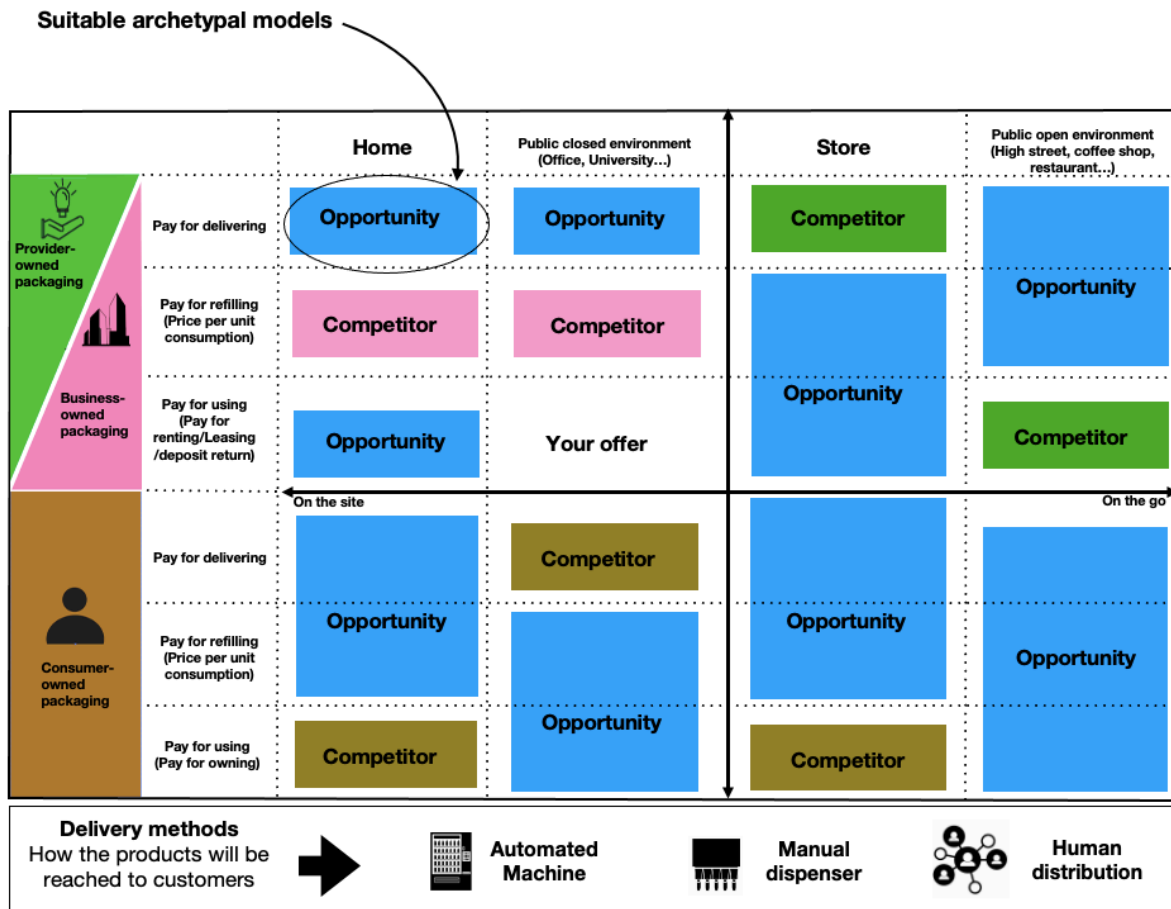 Suitable archetypal models
Home
Public closed environment
(Office, University...)
Store
Public open environment
(High street, coffee shop,
restaurant...)
Provider-
owned
packaging
Business-
owned
packaging
Pay for delivering
Opportunity
Opportunity
Competitor
Opportunity
Pay for refilling
(Price per unit
consumption)
Competitor
Competitor
Opportunity
Pay for using
(Pay for
renting/Leasing
/deposit return)
Opportunity
Your offer
Competitor
On the site
On the go
Consumer-
owned
packaging
Pay for delivering
Competitor
Opportunity
Opportunity
Pay for refilling
(Price per unit
consumption)
Opportunity
Opportunity
Pay for using
(Pay for owning)
Competitor
Competitor
Delivery methods
How the products will be
reached to customers
Automated
Machine
Manual
dispenser
Human
distribution